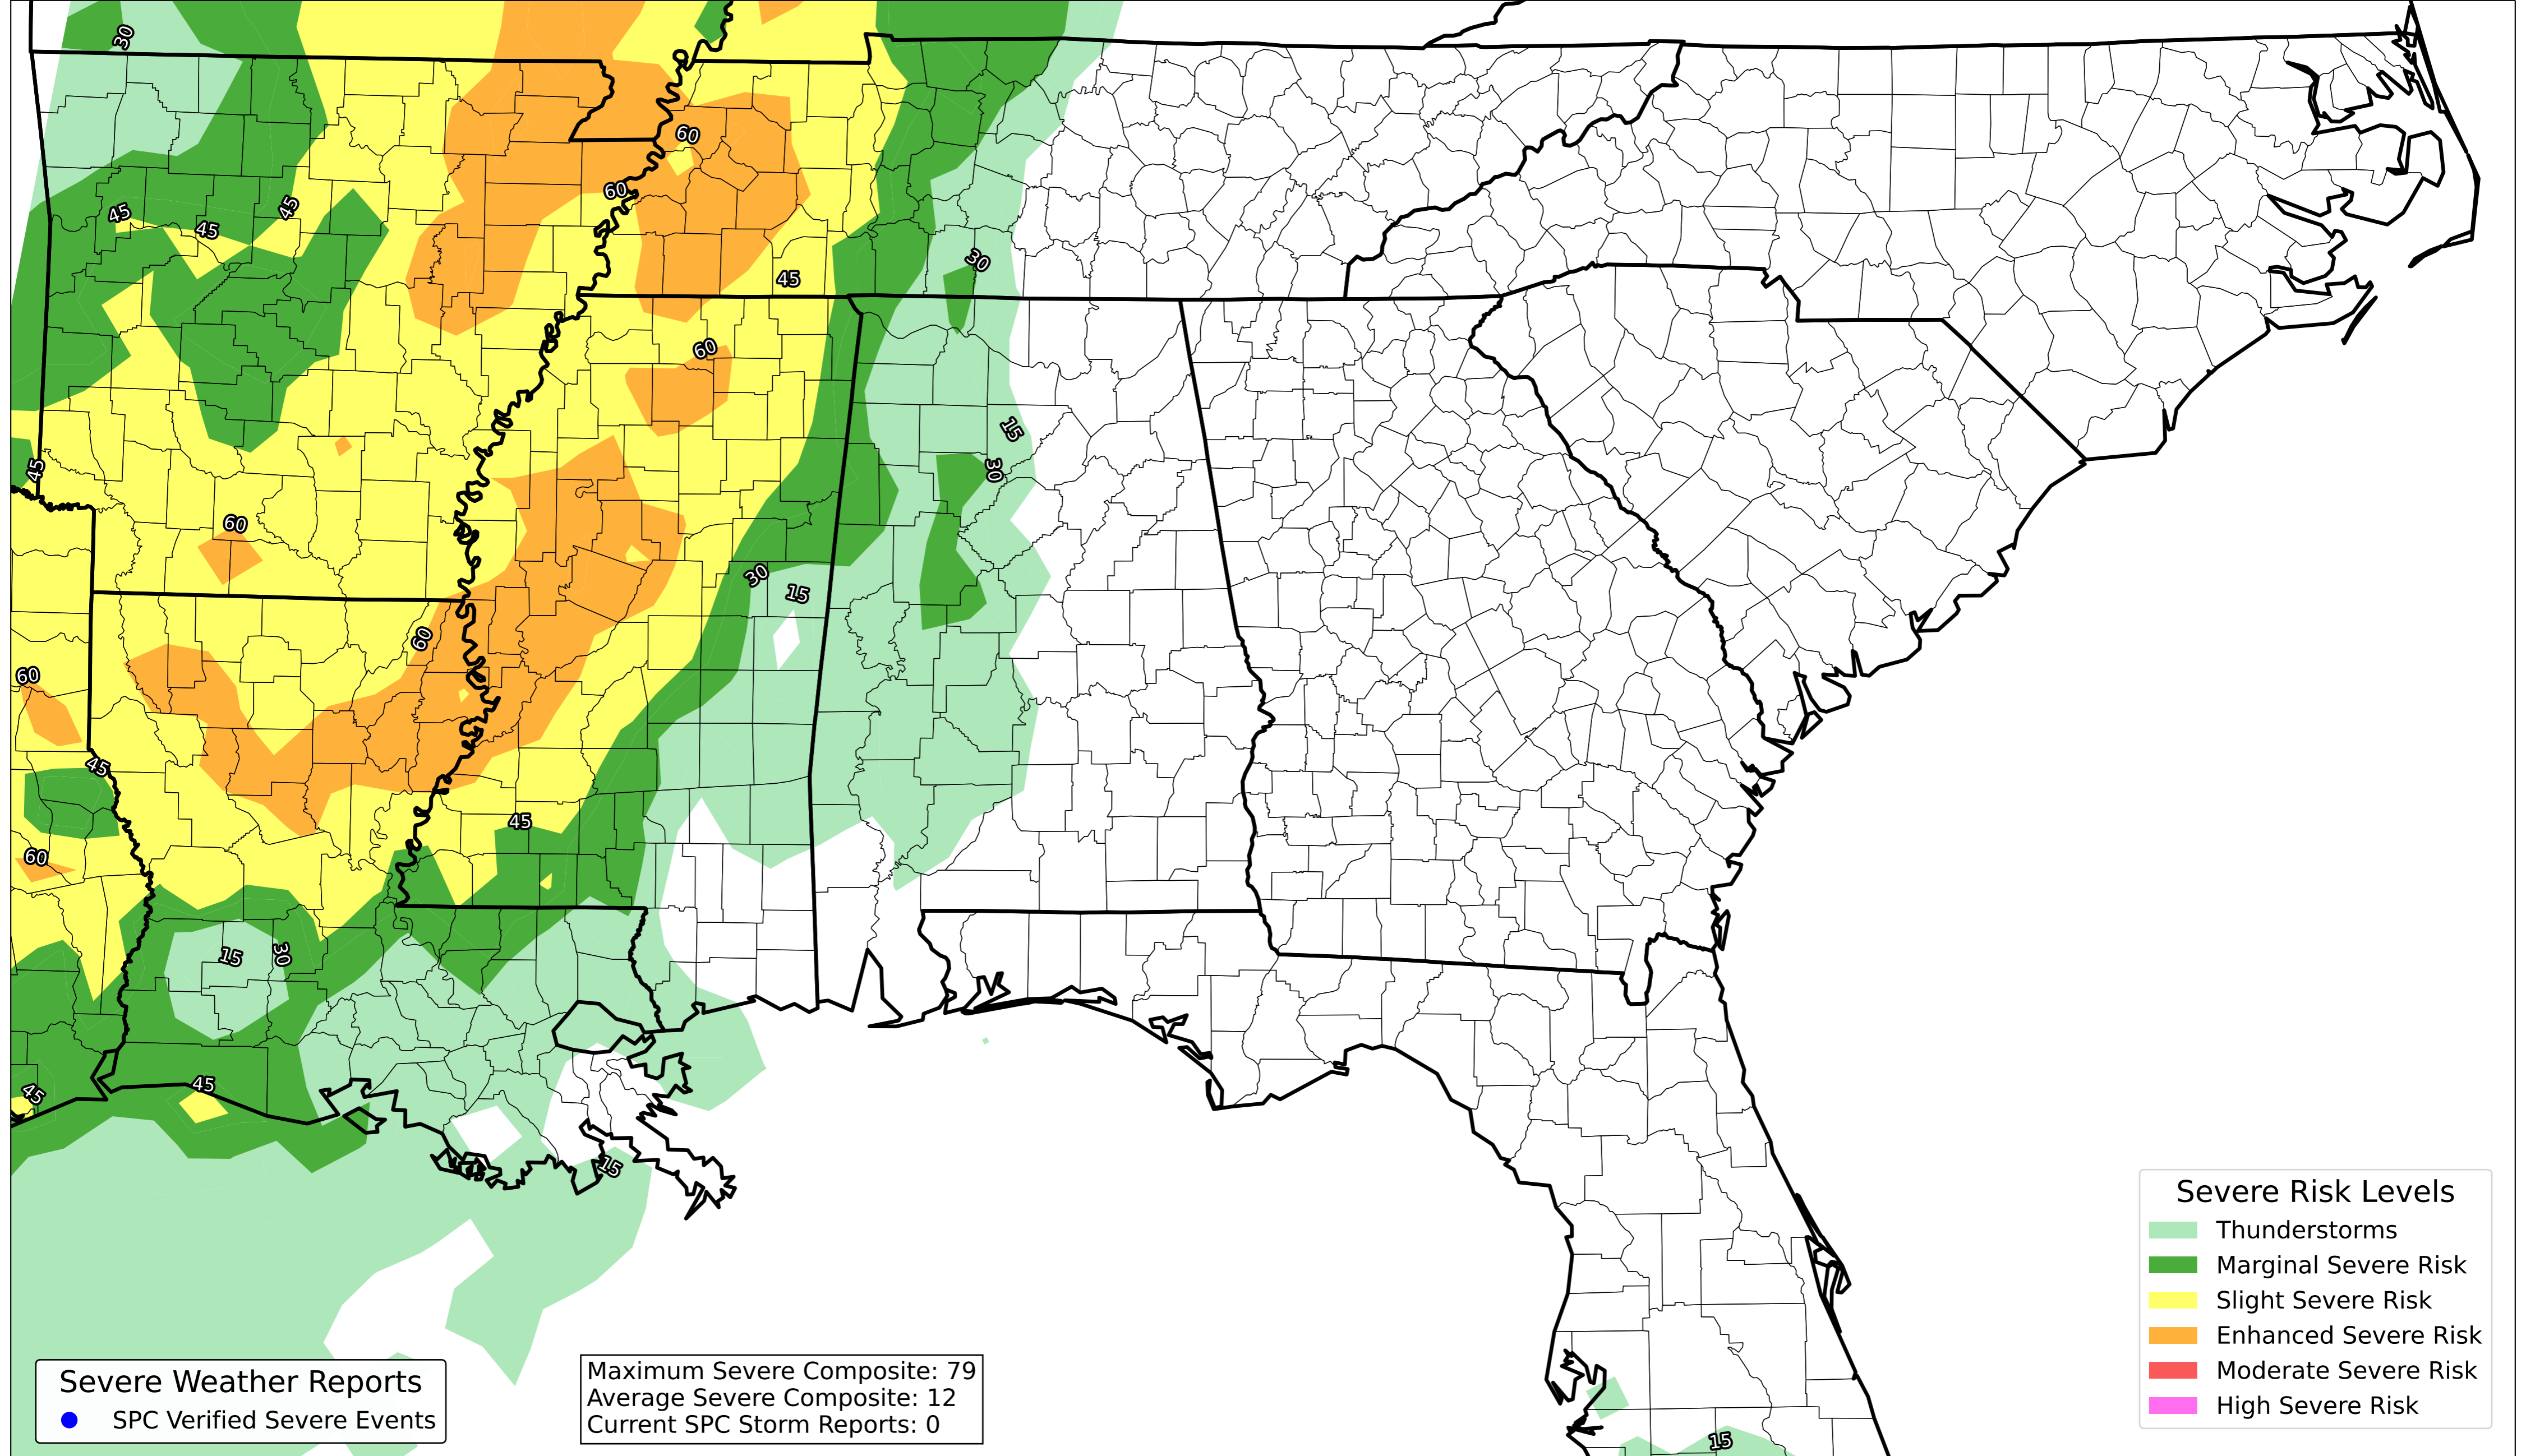 30
60
60
45
45
45
30
45
60
15
30
45
60
30
15
60
60
45
45
60
15
30
45
45
15
15
Severe Risk Levels
Thunderstorms
Marginal Severe Risk
Slight Severe Risk
Enhanced Severe Risk
Moderate Severe Risk
High Severe Risk
Severe Weather Reports
SPC Verified Severe Events
Maximum Severe Composite: 79
Average Severe Composite: 12
Current SPC Storm Reports: 0